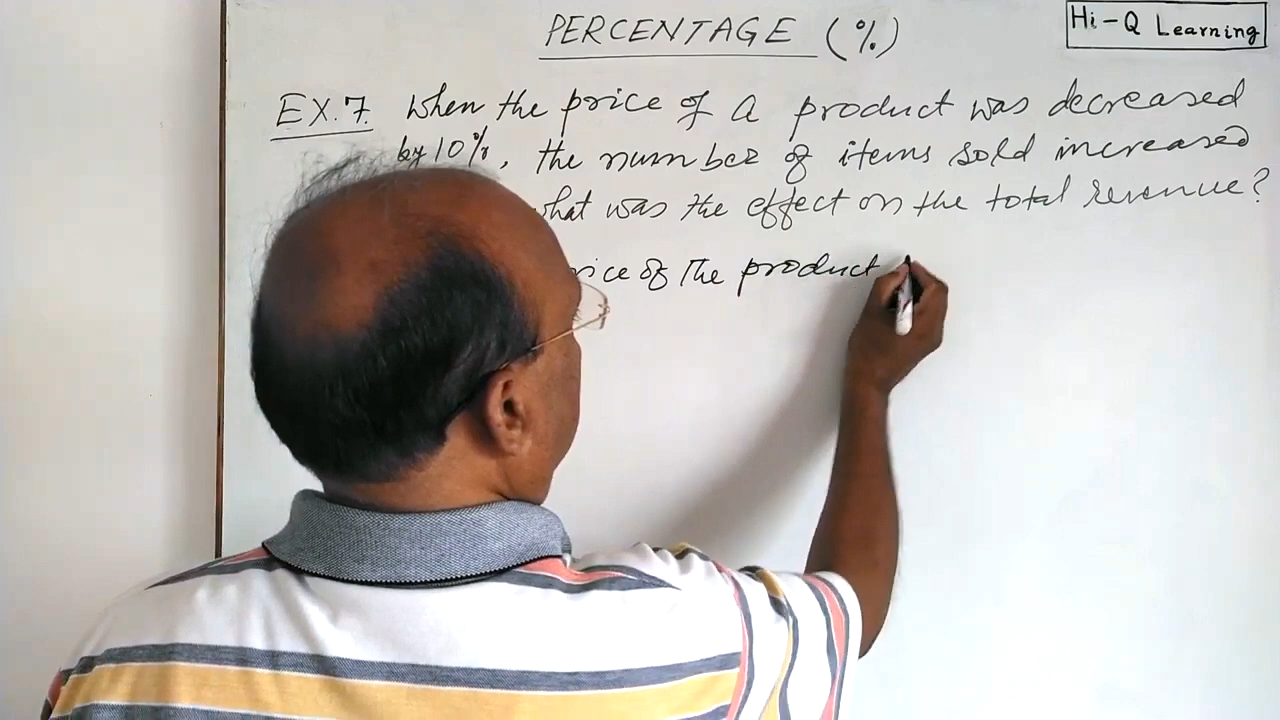 PERCENTAGE (%)
Hi-Q Learning
EX.7. When the price of a product was decreased
by 10%, the number of items sold increased
what was the effect on the total revenue?
of the product